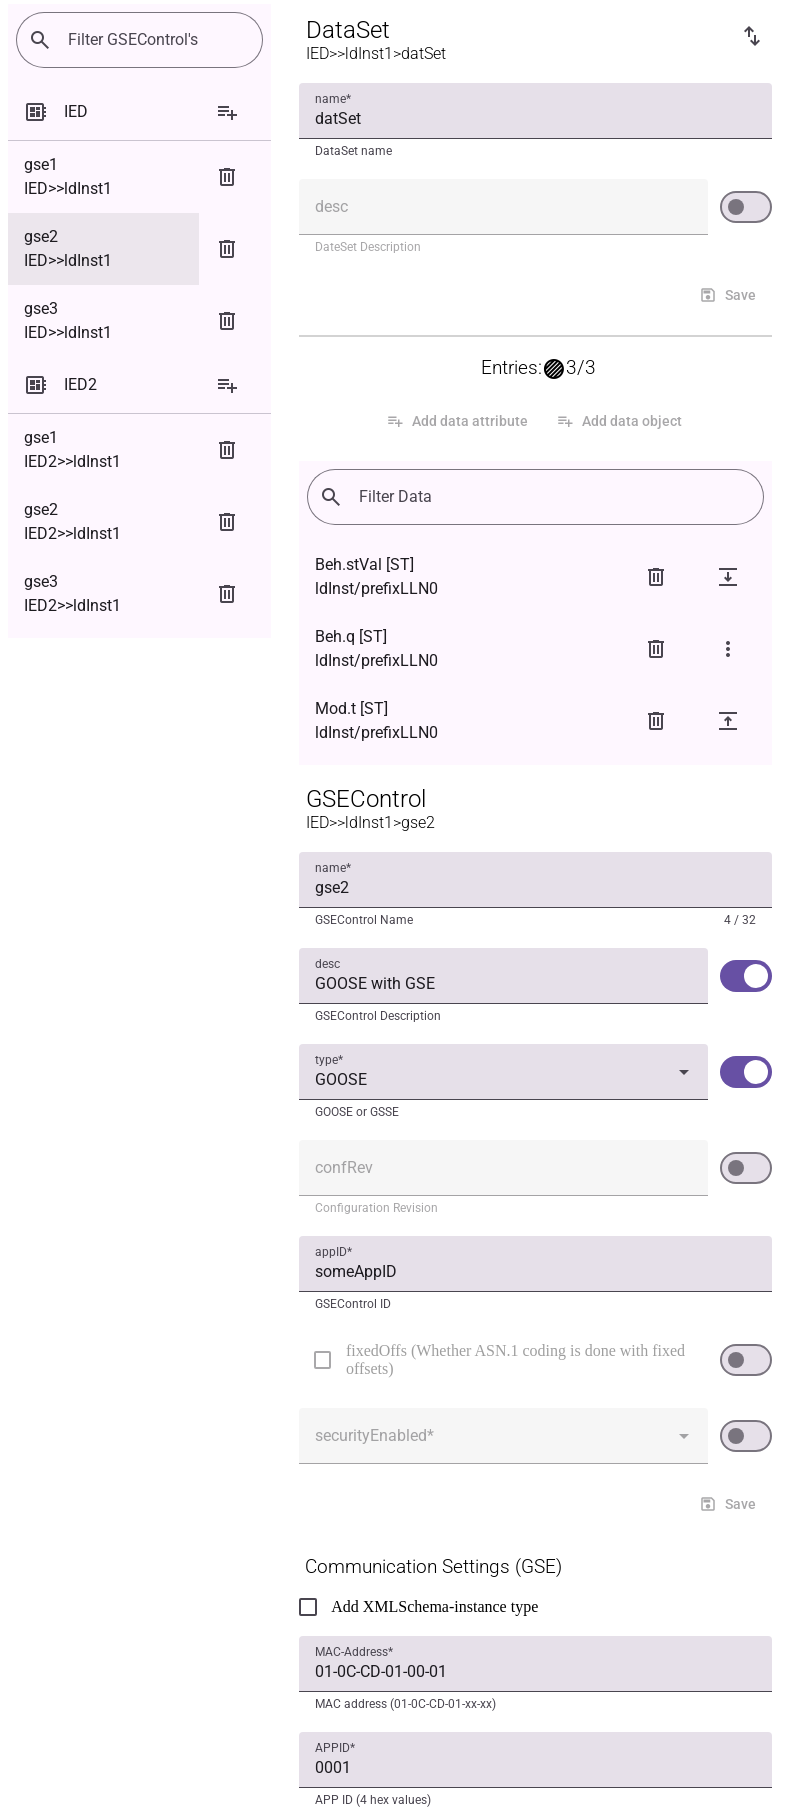 Filter GSEControl's
IED
gse1
IED>>ldInst1
gse2
IED>>ldInst1
gse3
IED>>ldInst1
IED2
gse1
IED2>>ldInst1
gse2
IED2>>ldInst1
gse3
IED2>>ldInst1
DataSet
IED>>ldInst1>datSet
name*
datSet
DataSet name
desc
DateSet Description
Save
Entries: 3/3
Add data attribute
Add data object
Filter Data
Beh.stVal [ST]
ldInst/prefixLLN0
Beh.q [ST]
ldInst/prefixLLN0
Mod.t [ST]
ldInst/prefixLLN0
GSEControl
IED>>ldInst1>gse2
name*
gse2
GSEControl Name
4 / 32
desc
GOOSE with GSE
GSEControl Description
type*
GOOSE
GOOSE or GSSE
confRev
Configuration Revision
appID*
someAppID
GSEControl ID
fixedOffs (Whether ASN.1 coding is done with fixed
offsets)
securityEnabled*
Save
Communication Settings (GSE)
Add XMLSchema-instance type
MAC-Address*
01-0C-CD-01-00-01
MAC address (01-0C-CD-01-xx-xx)
APPID*
0001
APP ID (4 hex values)